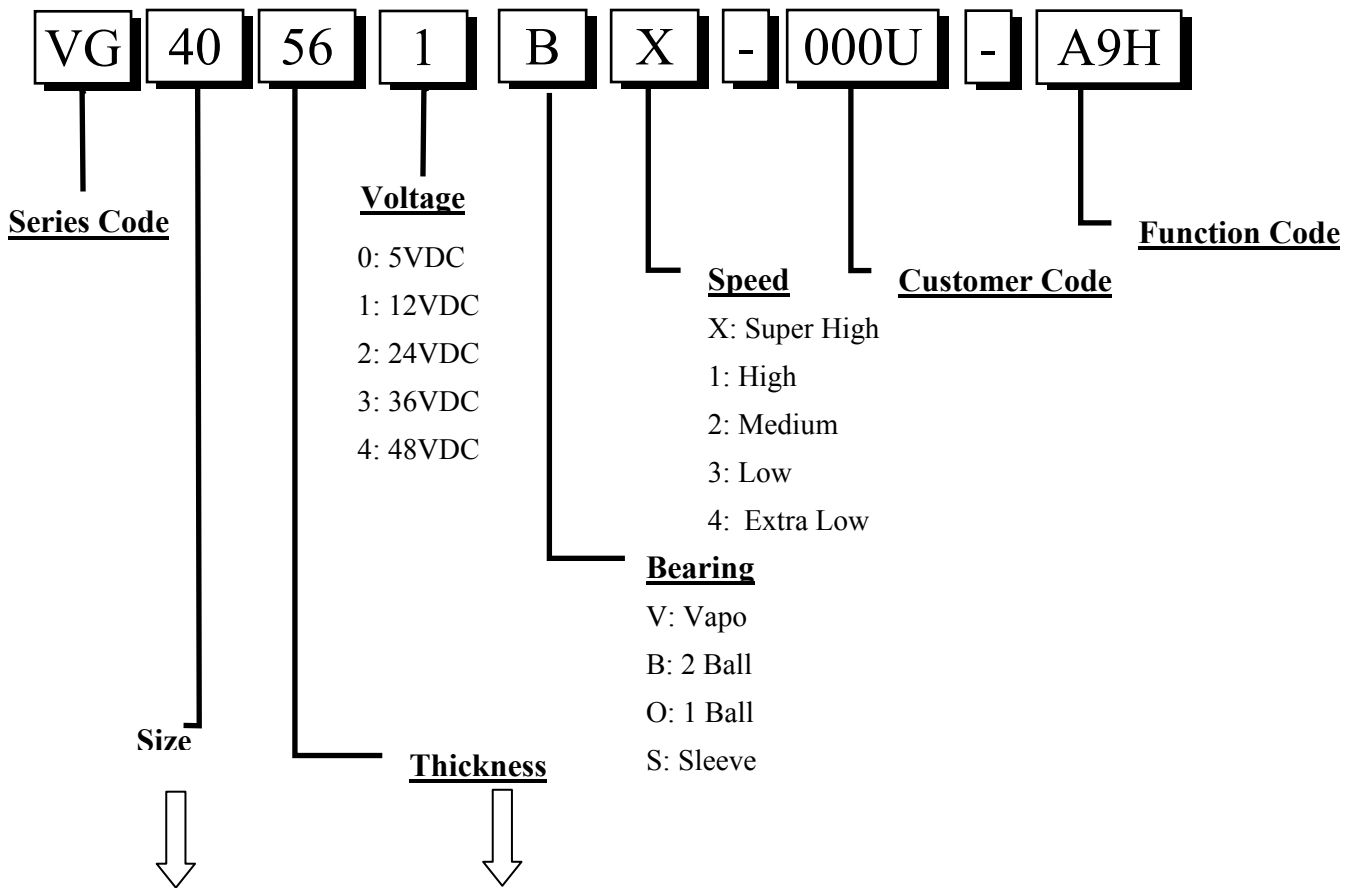 VG 40 56 1 B X - 000U - A9H
Series Code
Voltage
0: 5VDC
1: 12VDC
2: 24VDC
3: 36VDC
4: 48VDC
Speed
X: Super High
1: High
2: Medium
3: Low
4: Extra Low
Customer Code
Function Code
Bearing
V: Vapo
B: 2 Ball
O: 1 Ball
S: Sleeve
Size
Thickness